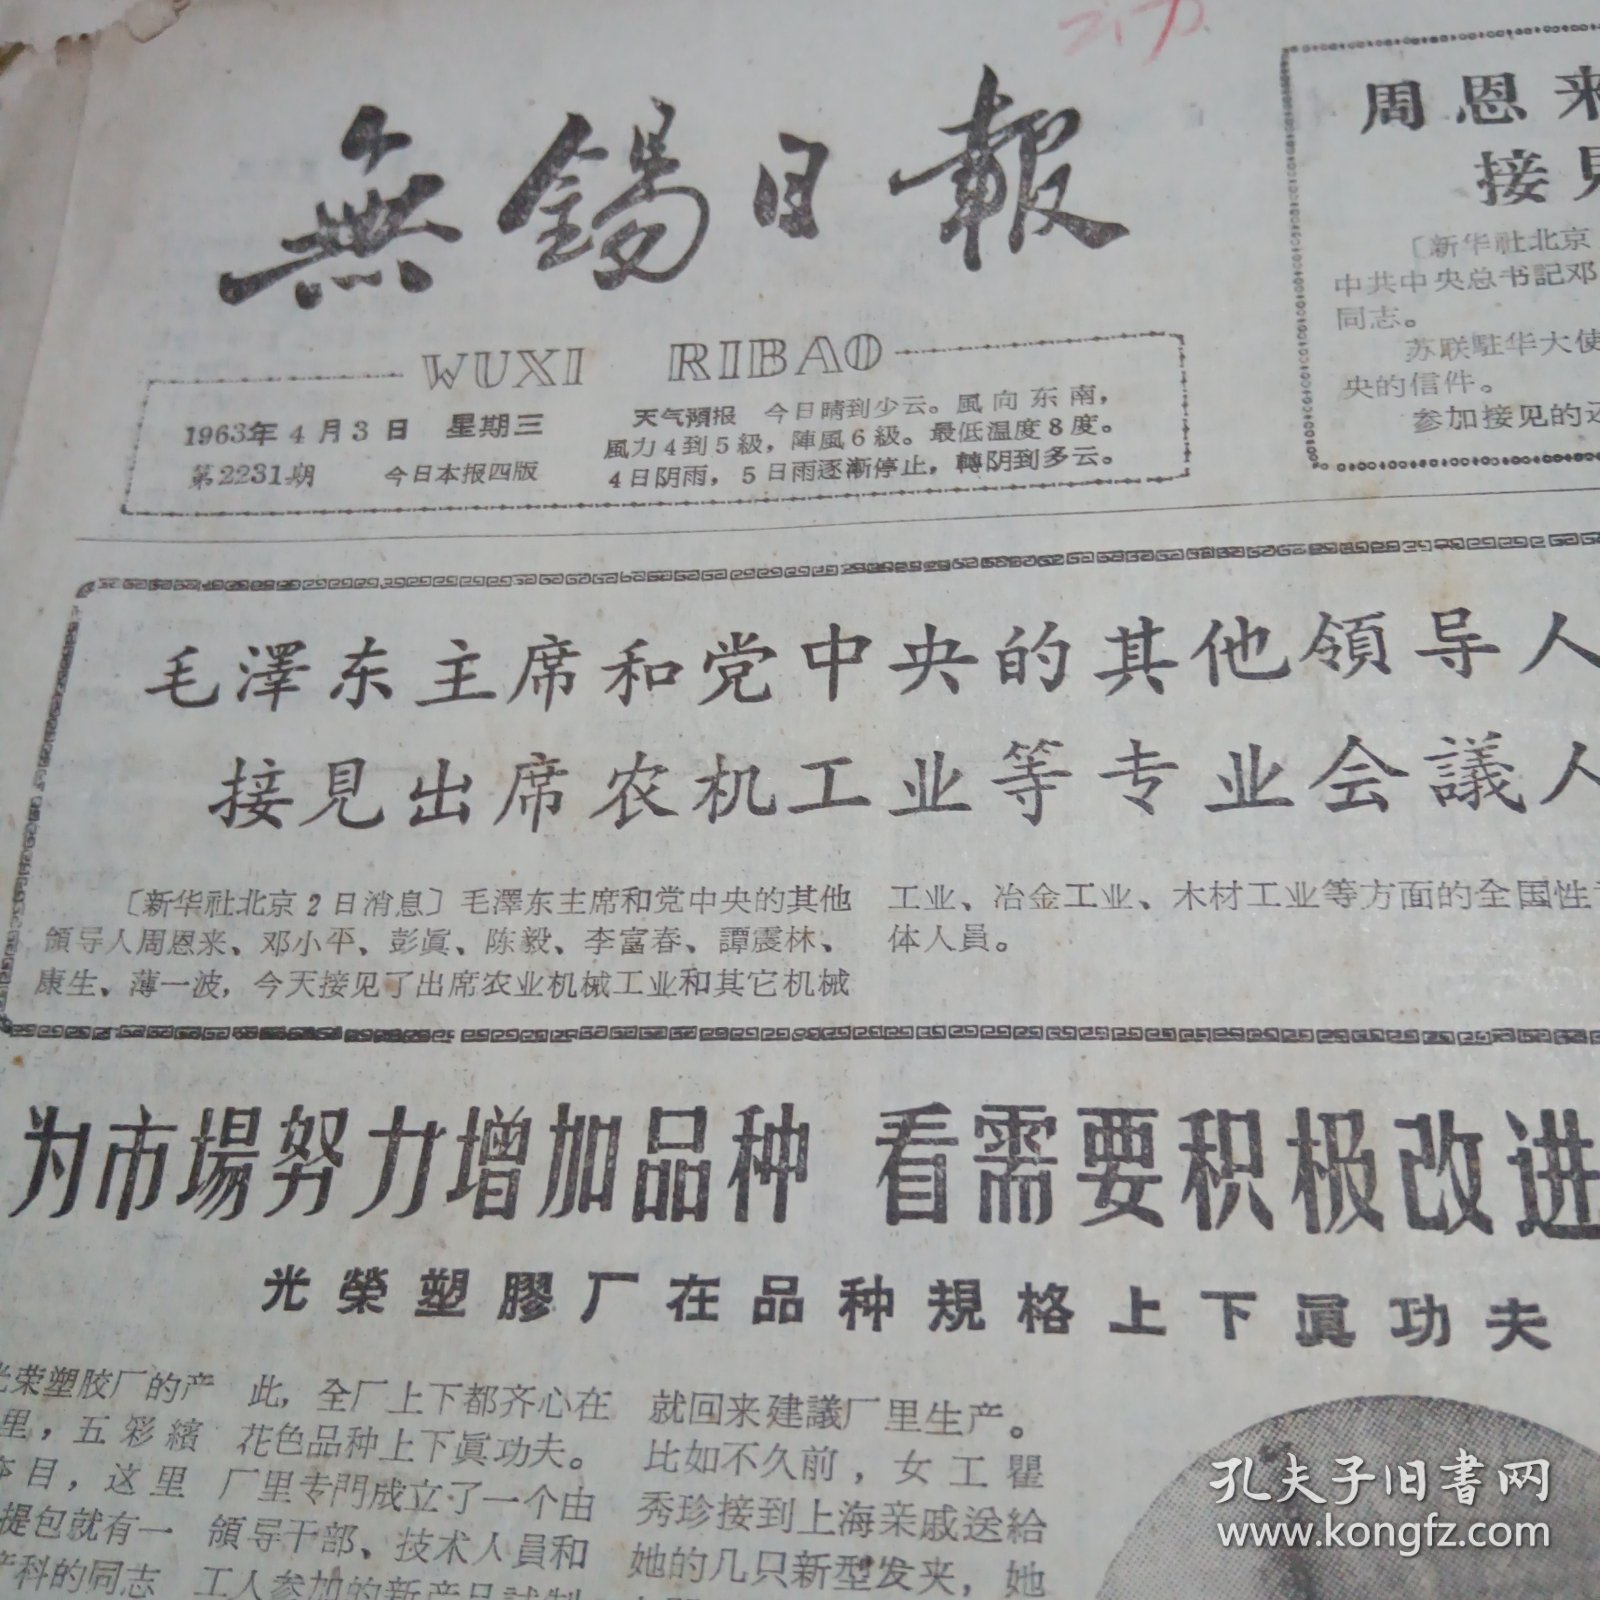 無錫日報
WUXI RIBAO
1963年4月3日 星期三
第2231期 今日本报四版
天气預报 今日晴到少云。風向东南，
風力4到5級，陣風6級。最低温度8度。
4日阴雨，5日雨逐漸停止，轉阴到多云。
周恩来
接見
〔新华社北京
中共中央总书記邓
同志。
苏联駐华大使
央的信件。
参加接见的还
毛澤东主席和党中央的其他領导人
接見出席农机工业等专业会議人
〔新华社北京2日消息〕毛澤东主席和党中央的其他
領导人周恩来、邓小平、彭眞、陈毅、李富春、譚震林、
康生、薄一波，今天接见了出席农业机械工业和其它机械
工业、冶金工业、木材工业等方面的全国性
体人員。
为市場努力增加品种 看需要积极改进
光榮塑膠厂在品种規格上下眞功夫
荣塑胶厂的产
里，五彩繽
目，这里
提包就有一
科的同志
此，全厂上下都齐心在
花色品种上下眞功夫。
厂里专門成立了一个由
領导干部、技术人員和
工人参加的新产品試制
就回来建議厂里生产。
比如不久前，女工瞿
秀珍接到上海亲戚送給
她的几只新型发夹，她
孔夫子旧書网
www.kongfz.com